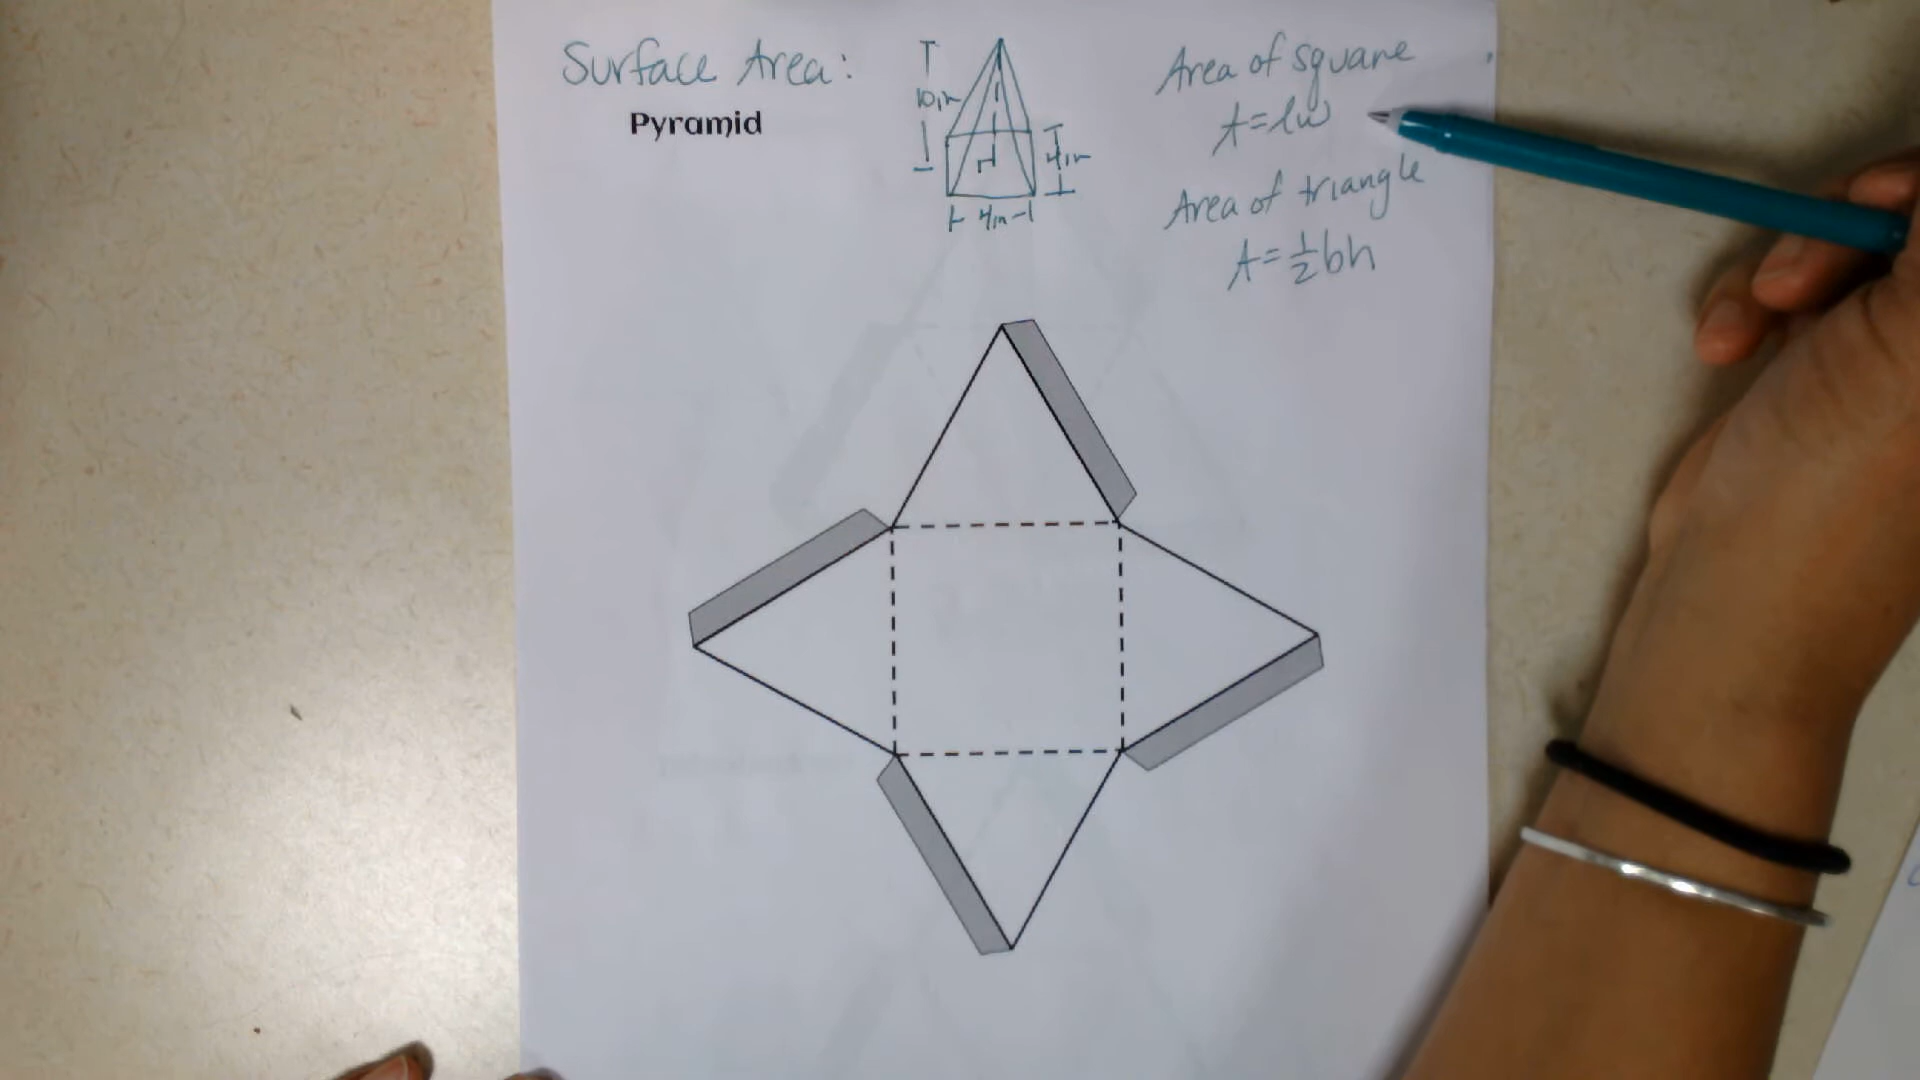 Surface Area:
Pyramid
10in
4in
4in
Area of square
A=lw
Area of triangle
A=½bh